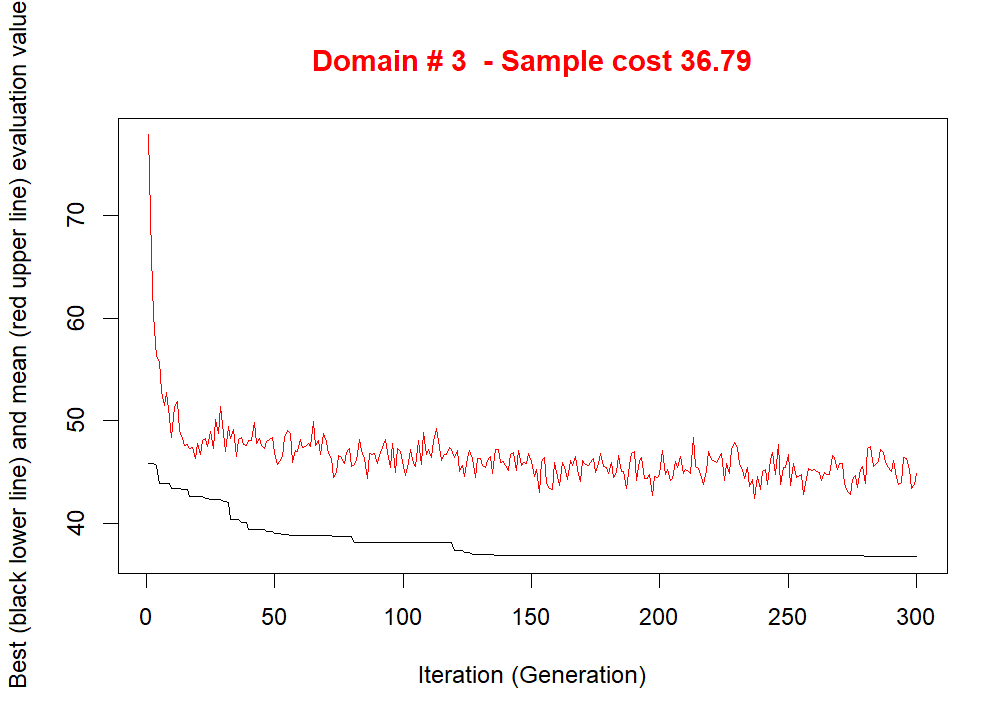 Domain # 3 - Sample cost 36.79
Best (black lower line) and mean (red upper line) evaluation value
70
60
50
40
0 50 100 150 200 250 300
Iteration (Generation)